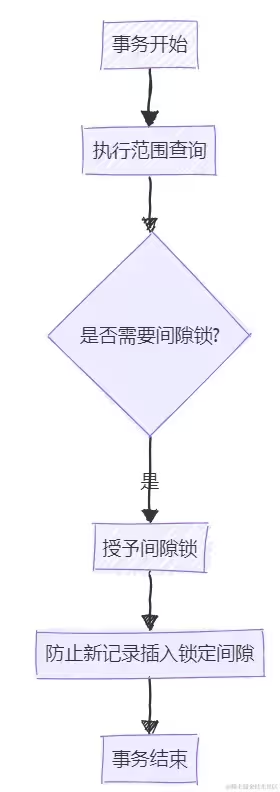 事务开始
执行范围查询
是否需要间隙锁?
是
授予间隙锁
防止新记录插入锁定间隙
事务结束
@稀土掘金技术社区